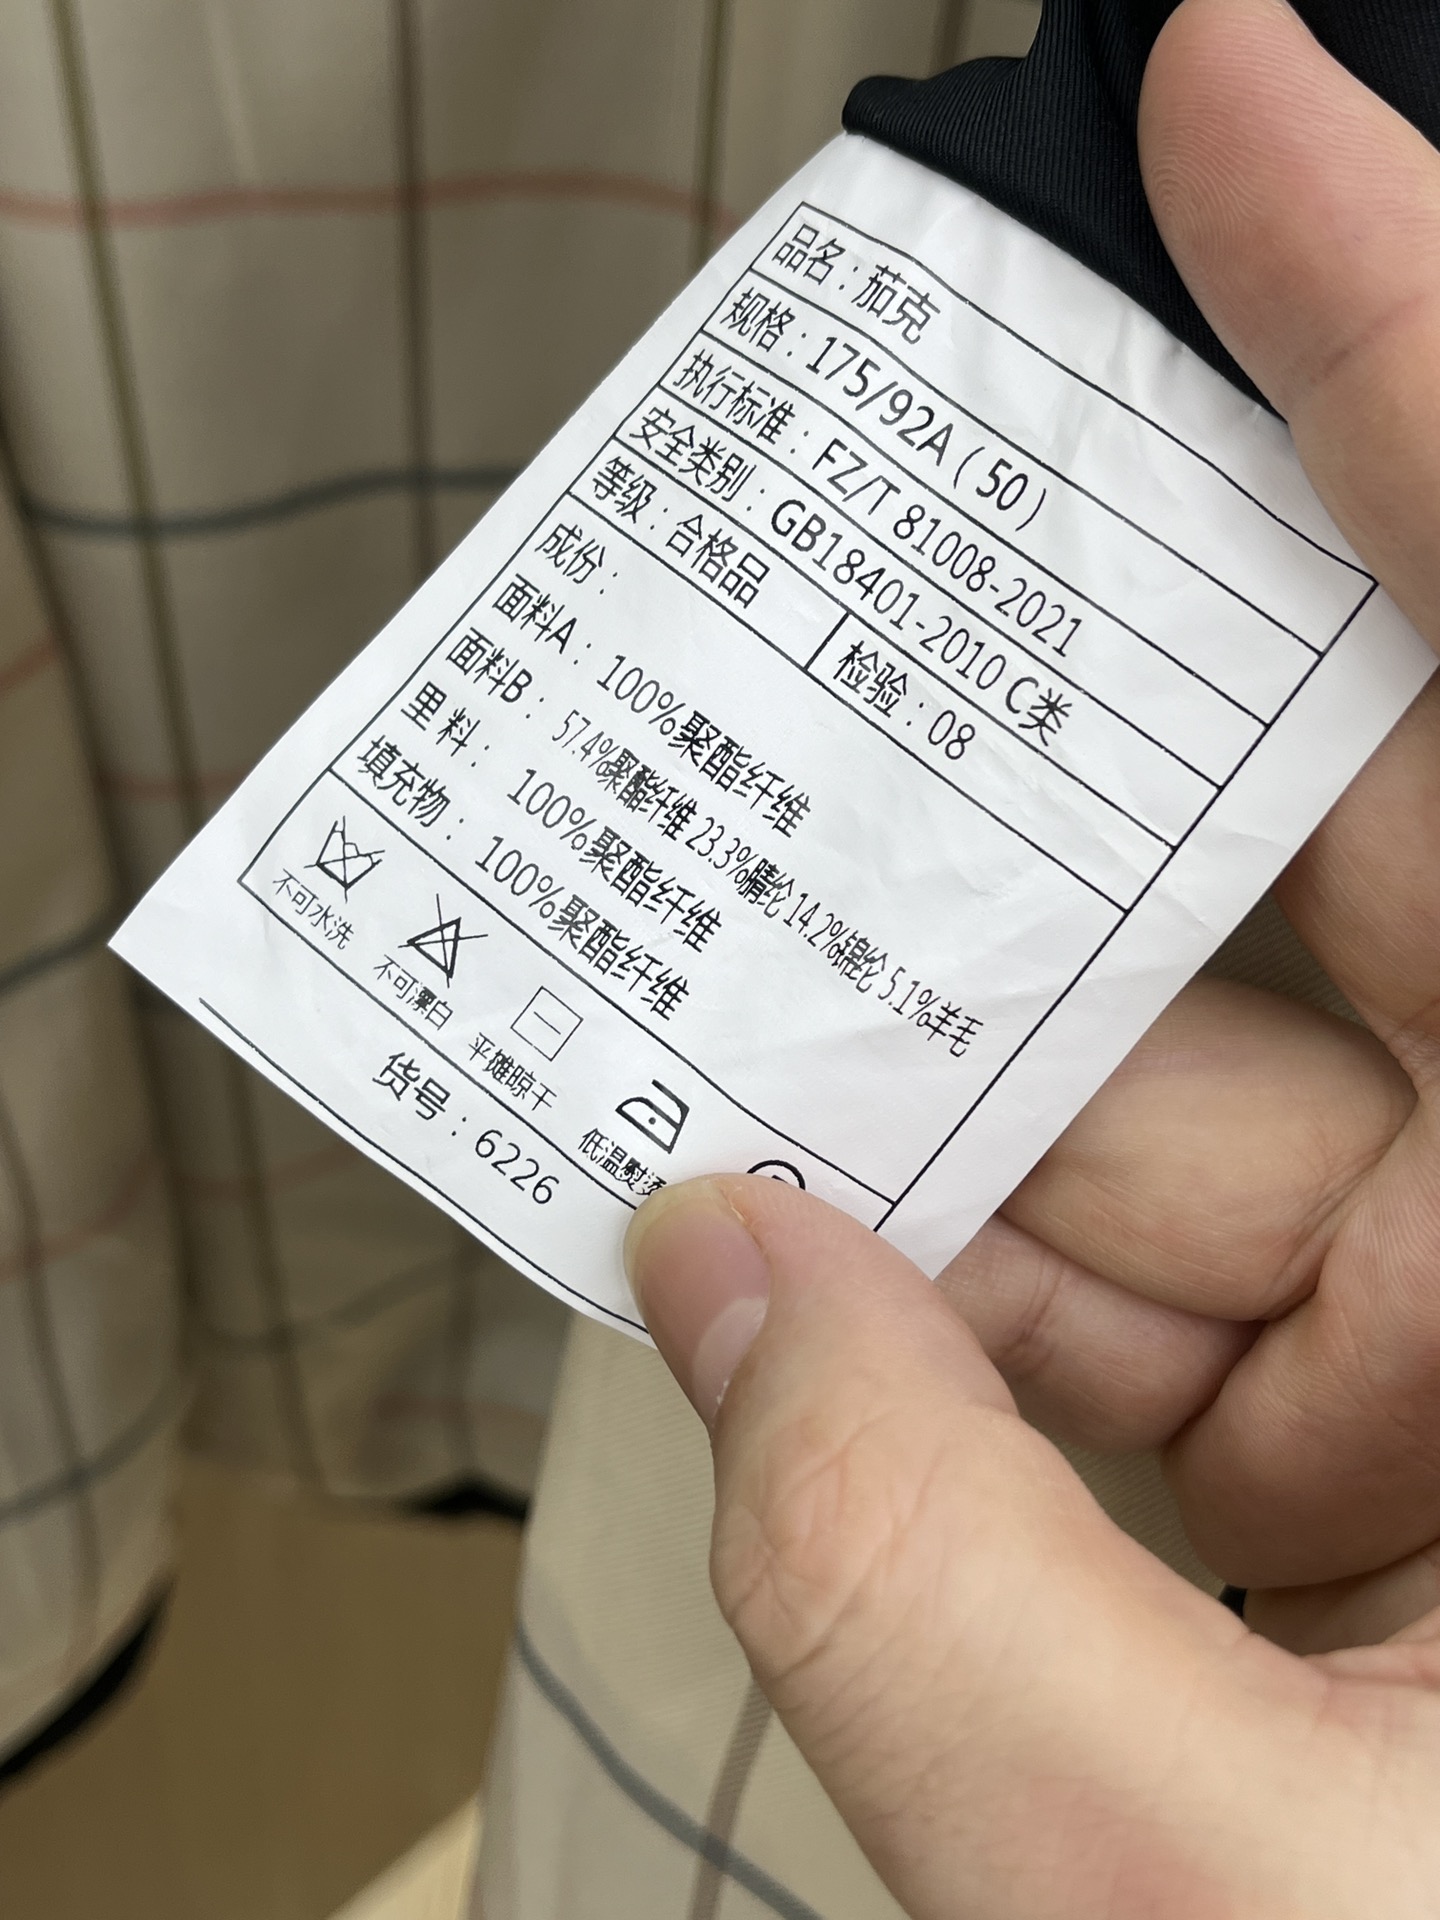 品名：茄克
规格：175/92A（50）
执行标准：FZ/T 81008-2021
安全类别：GB18401-2010 C类
等级：合格品 检验：08
成份：
面料A：100%聚酯纤维
面料B：57.4%聚酯纤维 23.3%腈纶 14.2%锦纶 5.1%羊毛
里 料：100%聚酯纤维
填充物：100%聚酯纤维
不可水洗 不可漂白 平摊晾干 低温熨烫
货号：6226